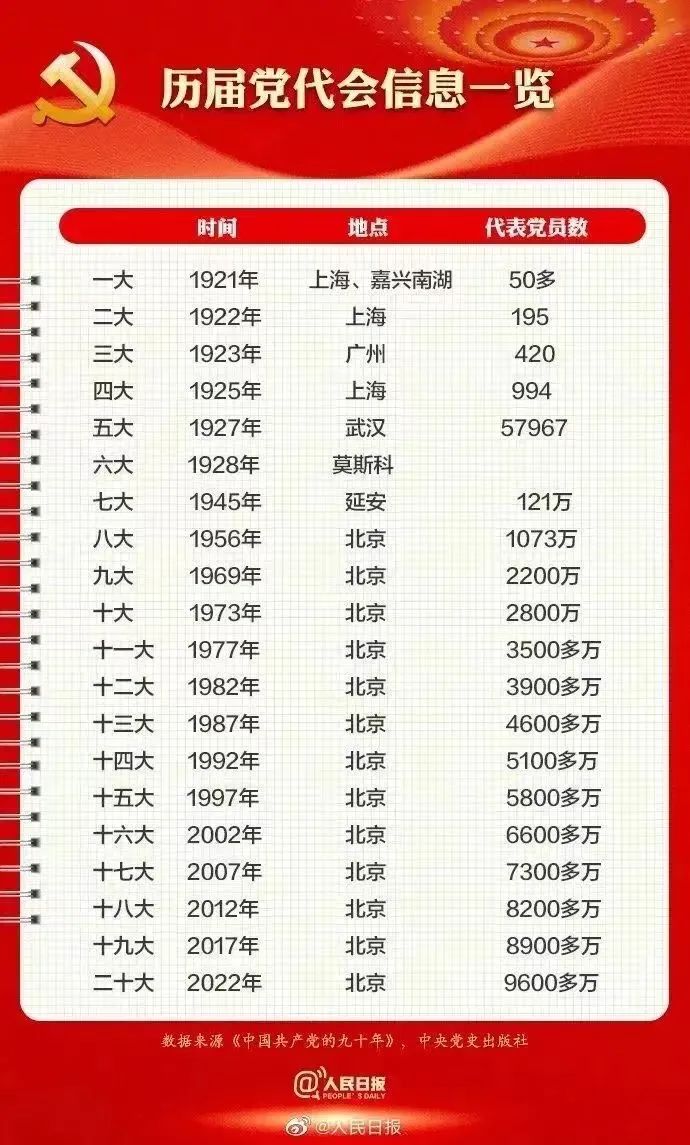 历届党代会信息一览
时间 地点 代表党员数
一大 1921年 上海、嘉兴南湖 50多
二大 1922年 上海 195
三大 1923年 广州 420
四大 1925年 上海 994
五大 1927年 武汉 57967
六大 1928年 莫斯科
七大 1945年 延安 121万
八大 1956年 北京 1073万
九大 1969年 北京 2200万
十大 1973年 北京 2800万
十一大 1977年 北京 3500多万
十二大 1982年 北京 3900多万
十三大 1987年 北京 4600多万
十四大 1992年 北京 5100多万
十五大 1997年 北京 5800多万
十六大 2002年 北京 6600多万
十七大 2007年 北京 7300多万
十八大 2012年 北京 8200多万
十九大 2017年 北京 8900多万
二十大 2022年 北京 9600多万
数据来源《中国共产党的九十年》，中央党史出版社
@人民日报
PEOPLE'S DAILY
@人民日报